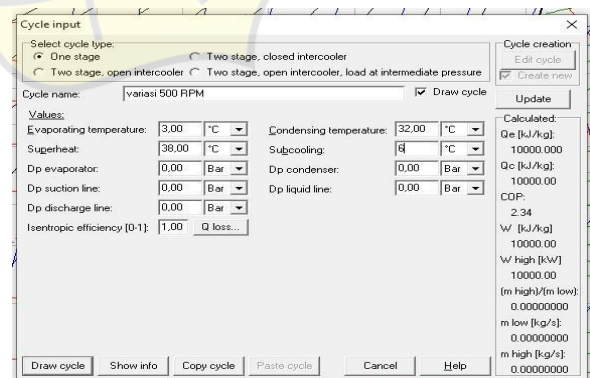 Cycle input
Select cycle type:
One stage
Two stage, closed intercooler
Two stage, open intercooler
Two stage, open intercooler, load at intermediate pressure
Cycle name: variasi 500 RPM Draw cycle
Values:
Evaporating temperature: 3,00 °C Condensing temperature: 32,00 °C
Superheat: 38,00 °C Subcooling: 6 °C
Dp evaporator: 0,00 Bar Dp condenser: 0,00 Bar
Dp suction line: 0,00 Bar Dp liquid line: 0,00 Bar
Dp discharge line: 0,00 Bar
Isentropic efficiency [0-1]: 1,00 Q loss...
Draw cycle Show info Copy cycle Paste cycle Cancel Help
Cycle creation
Edit cycle
Create new
Update
Calculated:
Qe [kJ/kg]:
10000.000
Qc [kJ/kg]:
10000.00
COP:
2.34
W [kJ/kg]
10000.00
W high [kW]
10000.00
(m high)/(m low):
0.00000000
m low [kg/s]:
0.00000000
m high [kg/s]:
0.00000000